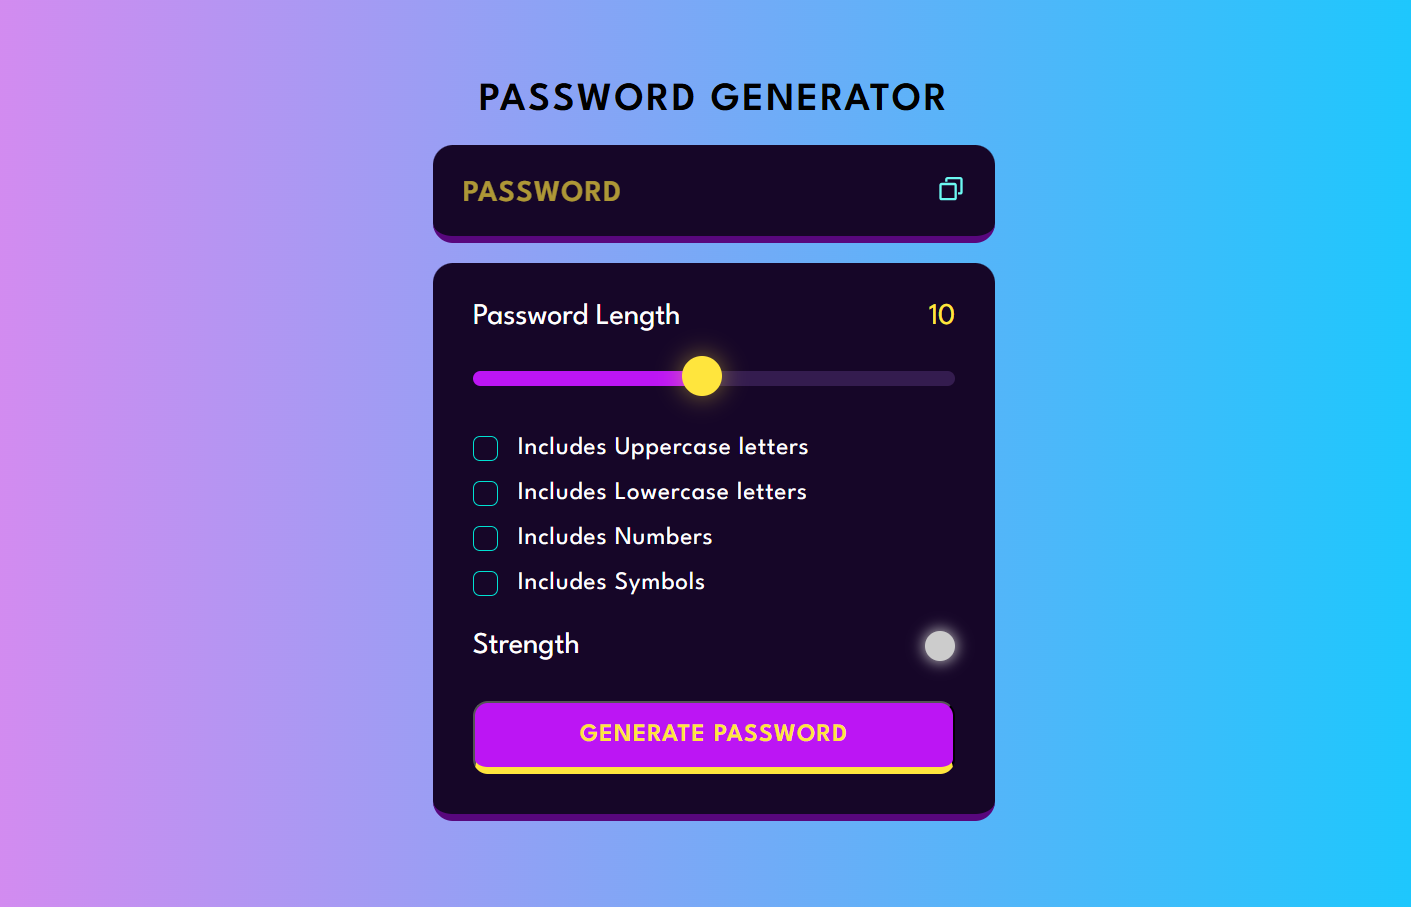 PASSWORD GENERATOR
PASSWORD
Password Length 10
Includes Uppercase letters
Includes Lowercase letters
Includes Numbers
Includes Symbols
Strength
GENERATE PASSWORD